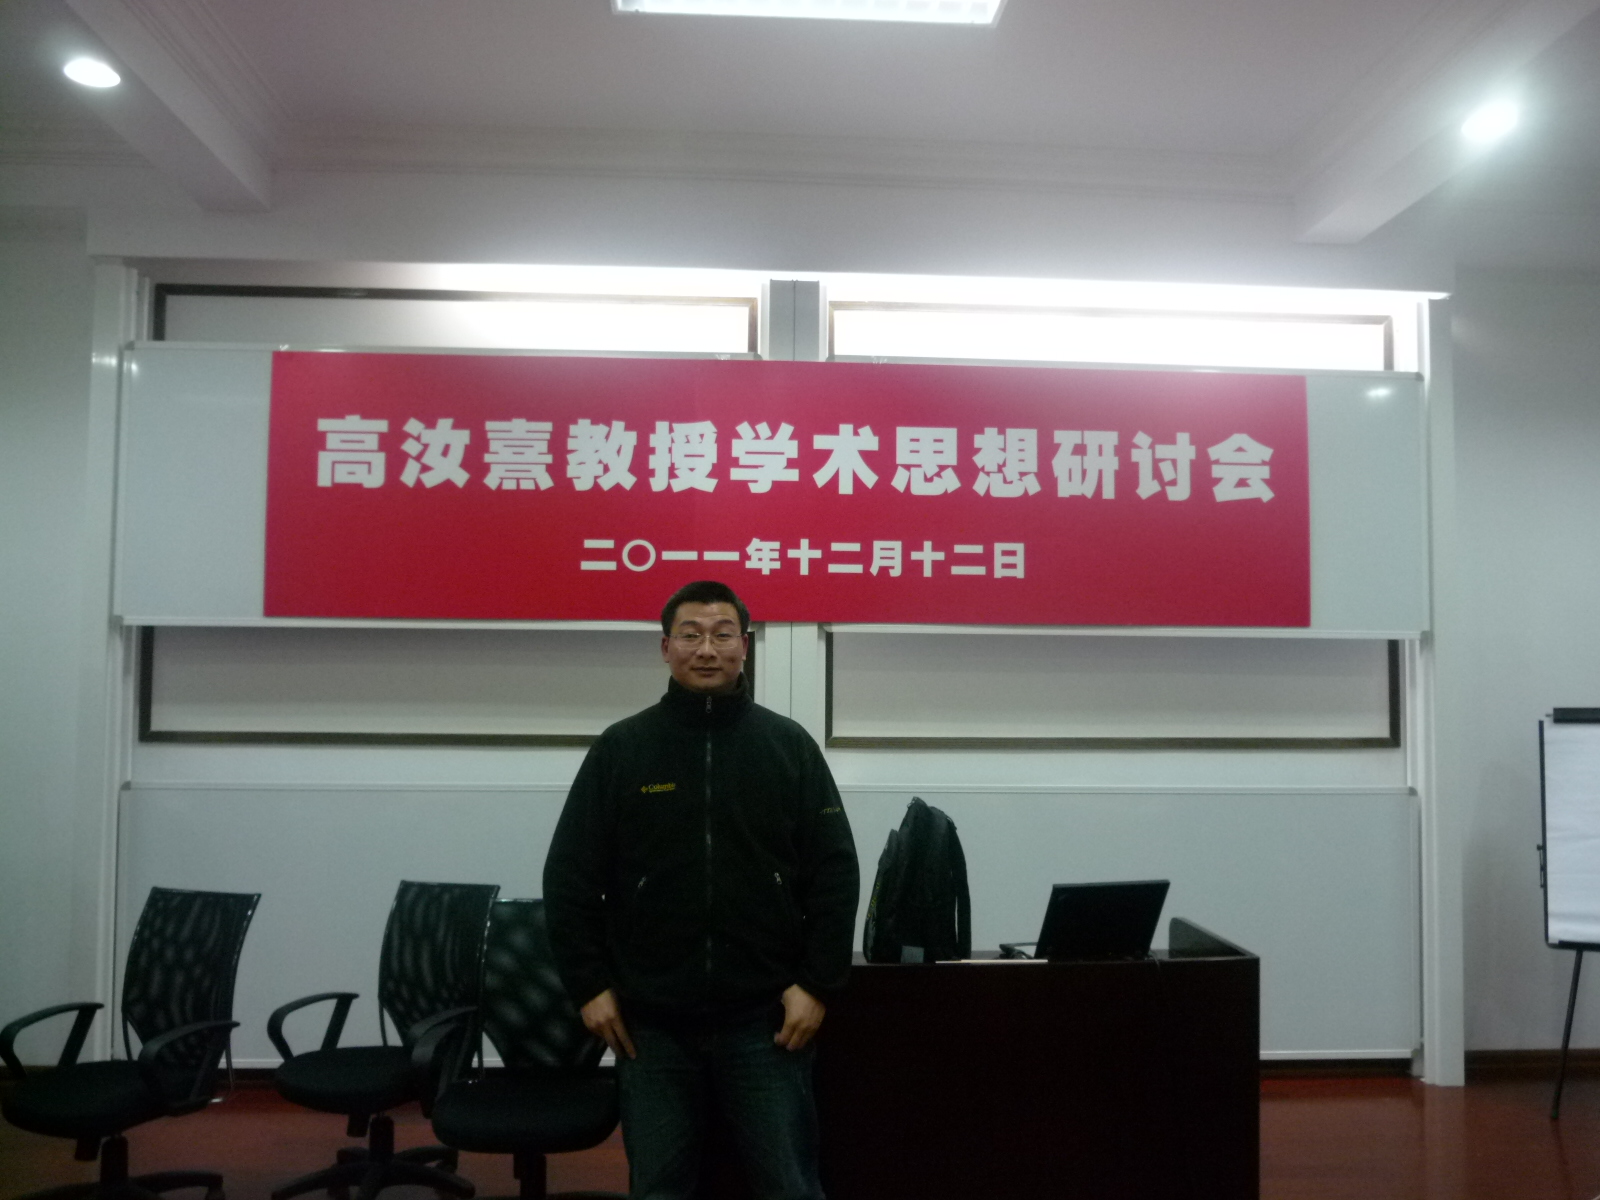 高汝熹教授学术思想研讨会
二〇一一年十二月十二日
Columbia